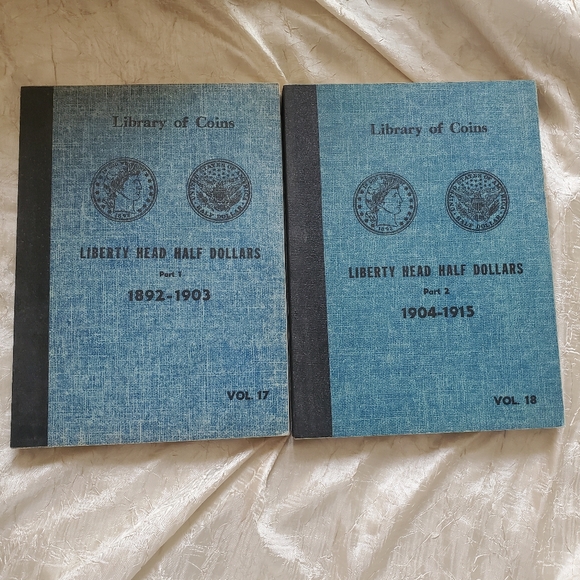 Library of Coins
LIBERTY HEAD HALF DOLLARS
Part 1
1892-1903
VOL. 17
Library of Coins
LIBERTY HEAD HALF DOLLARS
Part 2
1904-1915
VOL. 18